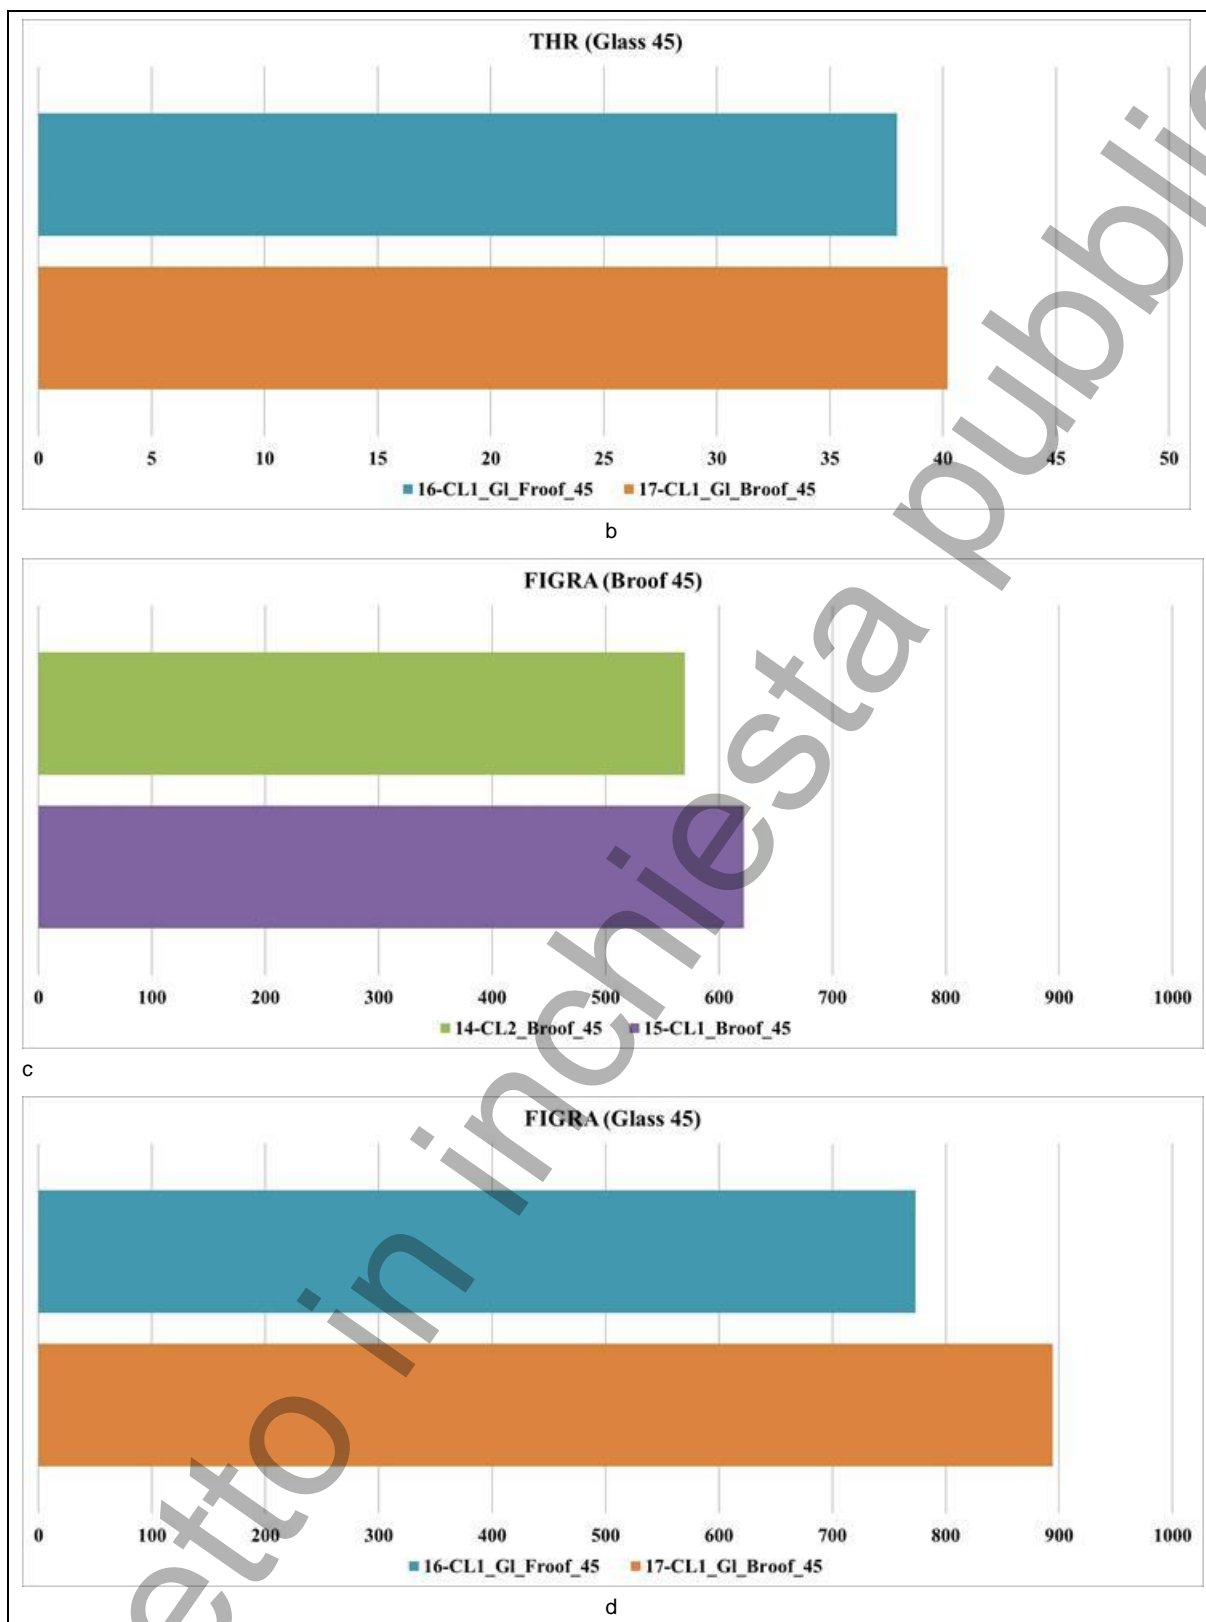 THR (Glass 45)
0 5 10 15 20 25 30 35 40 45 50
16-CL1_Gl_Froof_45 17-CL1_Gl_Broof_45
b
FIGRA (Broof 45)
0 100 200 300 400 500 600 700 800 900 1000
14-CL2_Broof_45 15-CL1_Broof_45
c
FIGRA (Glass 45)
0 100 200 300 400 500 600 700 800 900 1000
16-CL1_Gl_Froof_45 17-CL1_Gl_Broof_45
d
etto in inchiesta pubblic